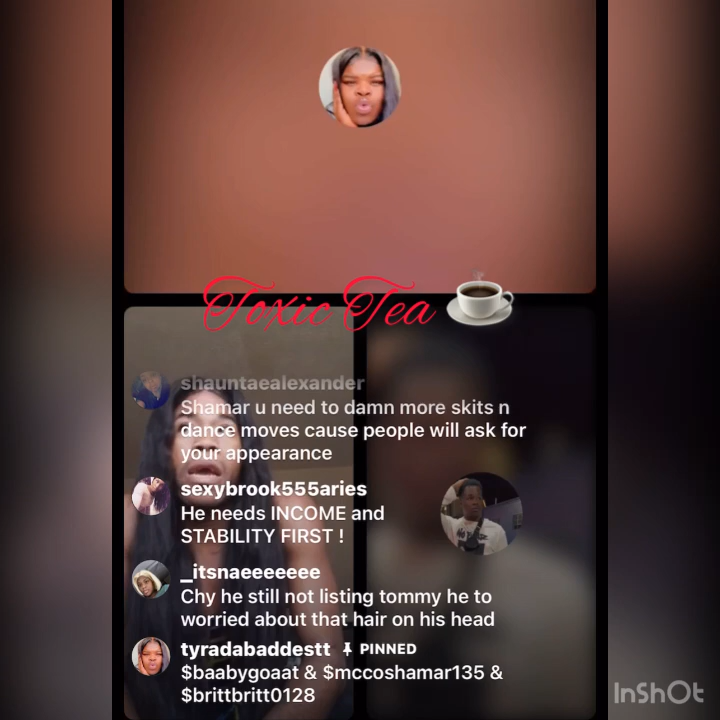 Toxic Tea
shauntaealexander
Shamar u need to damn more skits n
dance moves cause people will ask for
your appearance
sexybrook555aries
He needs INCOME and
STABILITY FIRST !
_itsnaeeeeeee
Chy he still not listing tommy he to
worried about that hair on his head
tyradabaddestt PINNED
$baabygoaat & $mccoshamar135 &
$brittbritt0128
InShOt